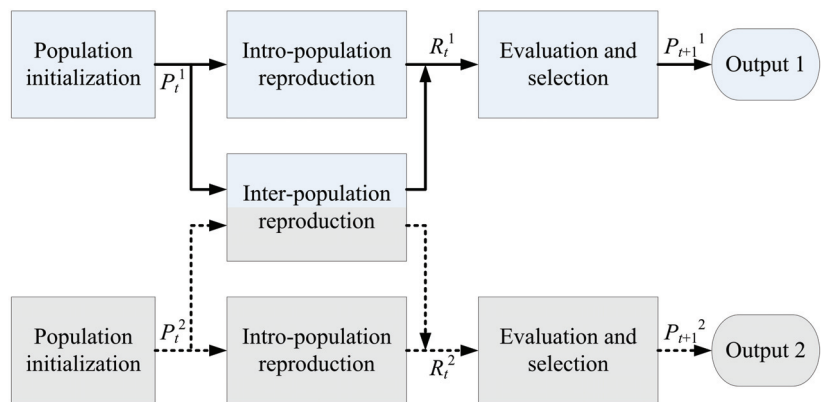 Population
initialization
P_t^1
Intro-population
reproduction
R_t^1
Evaluation and
selection
P_{t+1}^1
Output 1
Inter-population
reproduction
Population
initialization
P_t^2
Intro-population
reproduction
R_t^2
Evaluation and
selection
P_{t+1}^2
Output 2